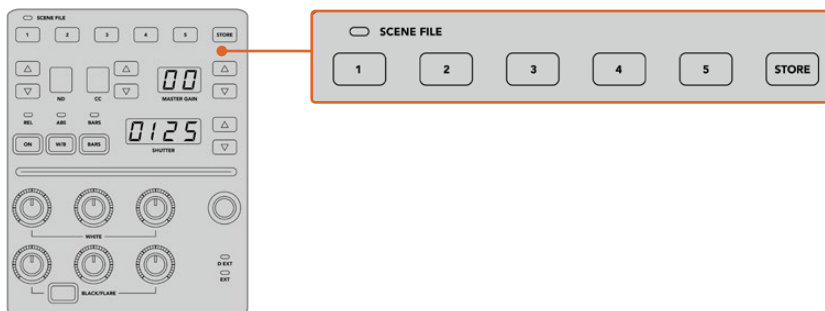 SCENE FILE
1 2 3 4 5 STORE
00
ND CC MASTER GAIN
REL ABS BARS
0125
ON W/B BARS
SHUTTER
WHITE
D-EXT
EXT
BLACK/FLARE
SCENE FILE
1 2 3 4 5 STORE